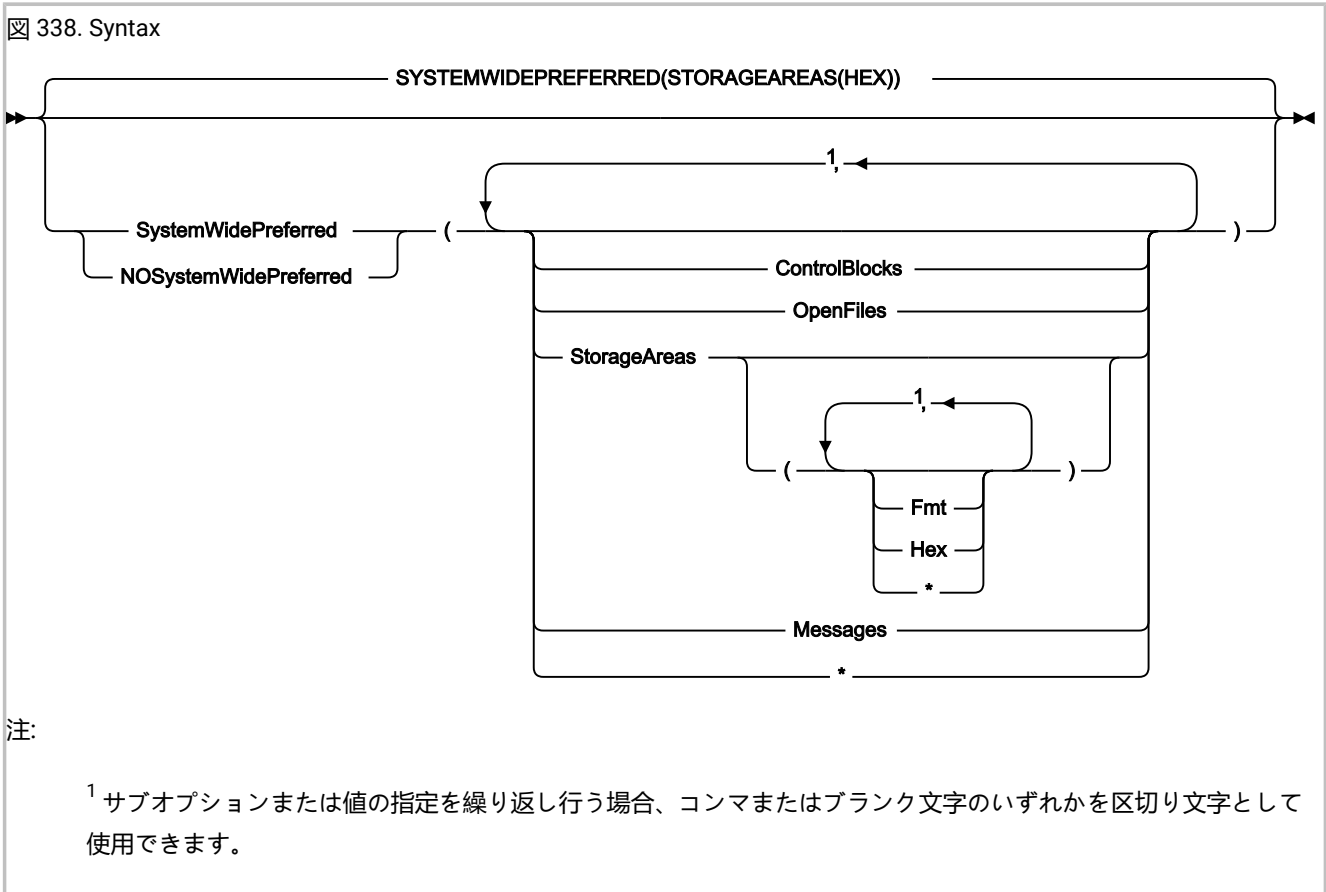 図 338. Syntax
SYSTEMWIDEPREFERRED(STORAGEAREAS(HEX))
1,
SystemWidePreferred ( )
NOSystemWidePreferred
ControlBlocks
OpenFiles
StorageAreas
1,
( )
Fmt
Hex
*
Messages
*
注:
1 サブオプションまたは値の指定を繰り返し行う場合、コンマまたはブランク文字のいずれかを区切り文字として
使用できます。